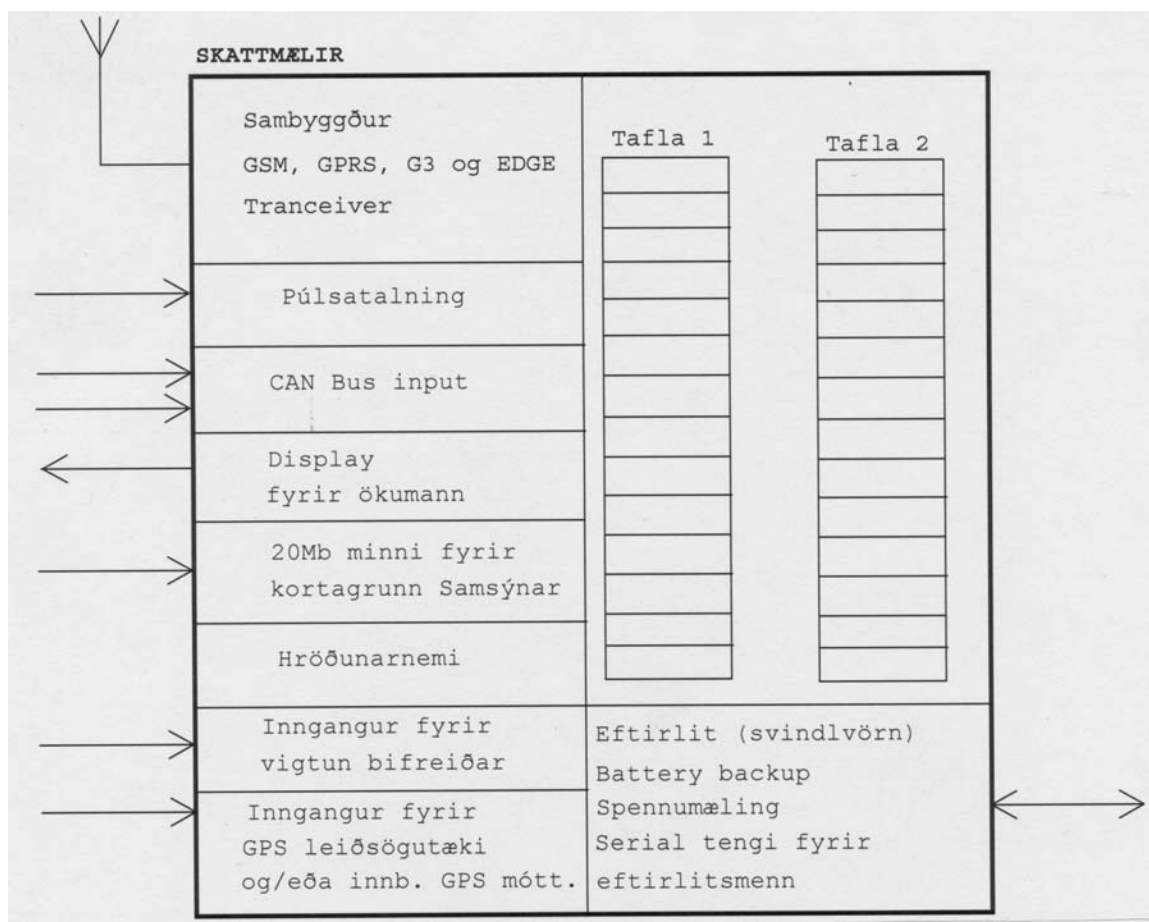 SKATTMÆLIR
Sambyggður
GSM, GPRS, G3 og EDGE
Tranceiver
Púlsatalning
CAN Bus input
Display
fyrir ökumann
20Mb minni fyrir
kortagrunn Samsýnar
Hröðunarnemi
Inngangur fyrir
vigtun bifreiðar
Inngangur fyrir
GPS leiðsögutæki
og/eða innb. GPS mótt.
Tafla 1
Tafla 2
Eftirlit (svindlvörn)
Battery backup
Spennumæling
Serial tengi fyrir
eftirlitsmenn